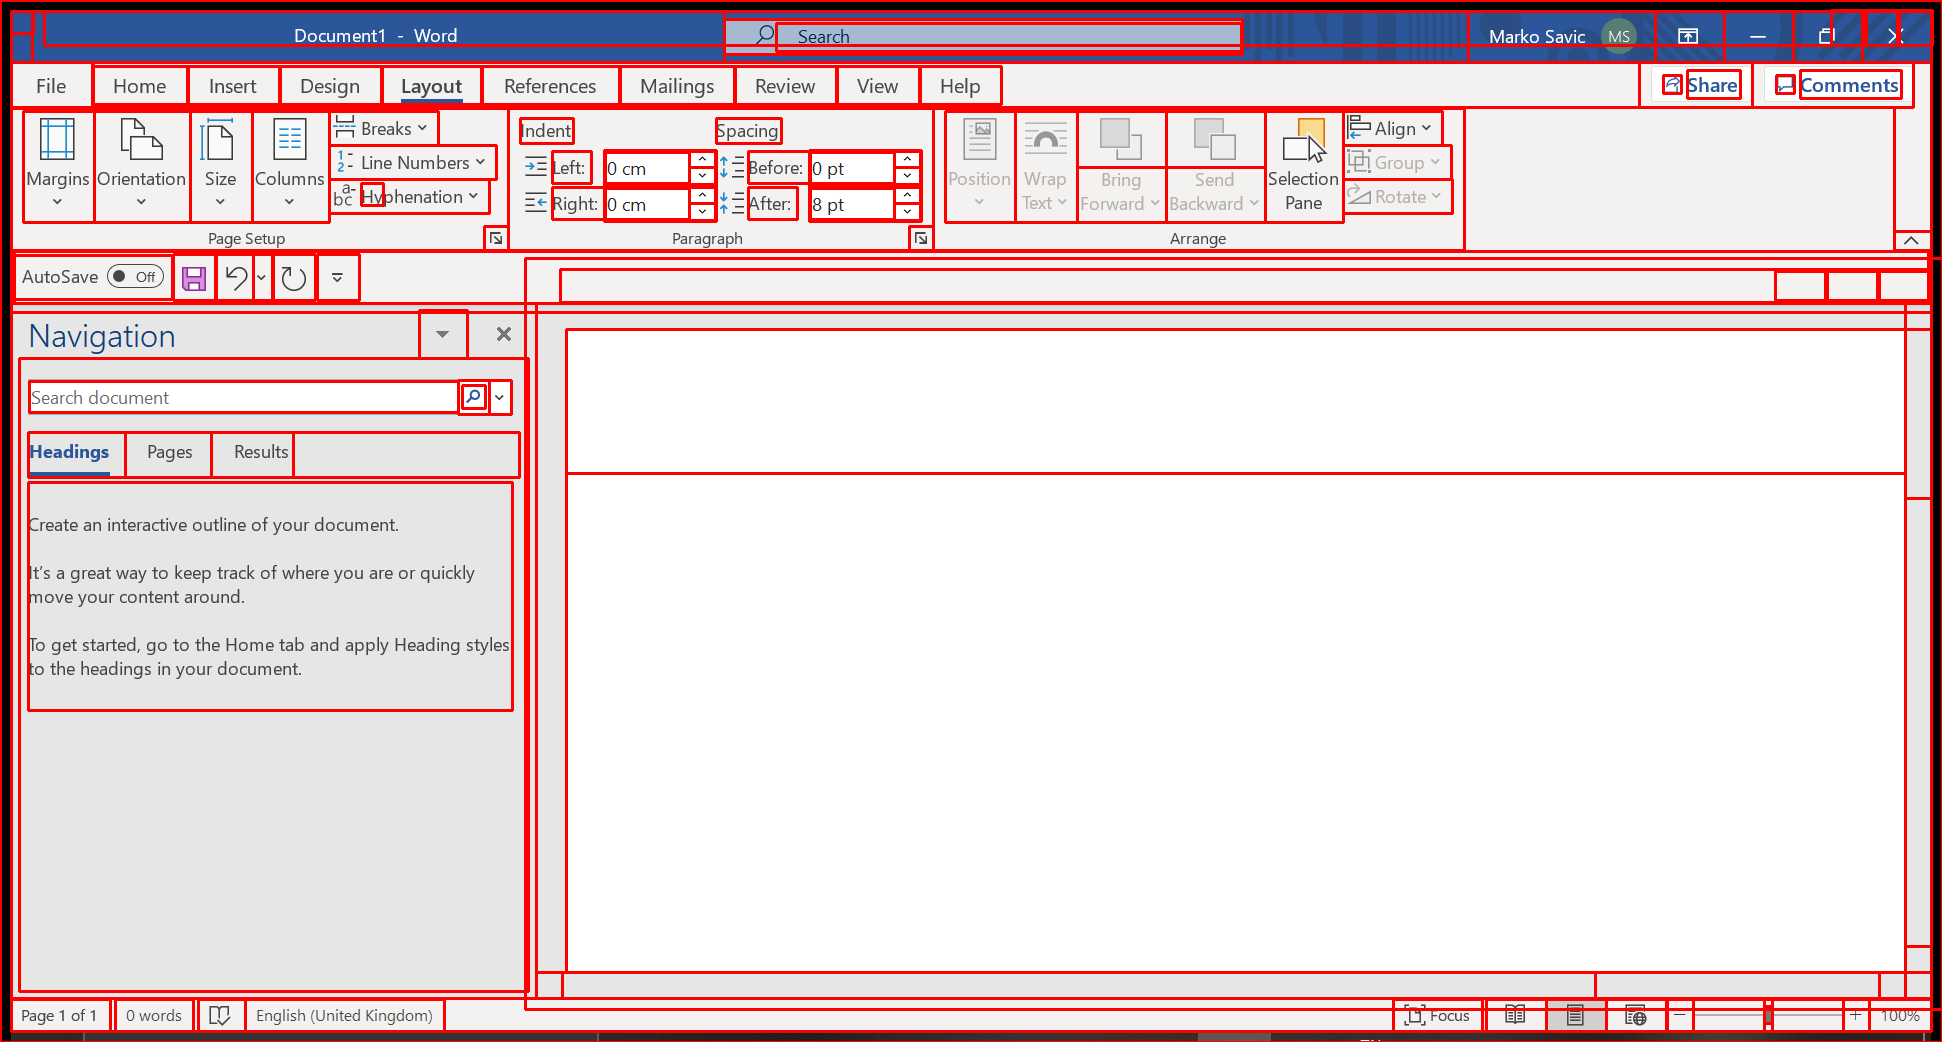 Document1 - Word
Search
Marko Savic
MS
File
Home
Insert
Design
Layout
References
Mailings
Review
View
Help
Share
Comments
Margins
Orientation
Size
Columns
Breaks
Line Numbers
Hyphenation
Page Setup
Indent
Left:
0 cm
Right:
0 cm
Spacing
Before:
0 pt
After:
8 pt
Paragraph
Position
Wrap
Text
Bring
Forward
Send
Backward
Selection
Pane
Align
Group
Rotate
Arrange
AutoSave
Off
Navigation
Search document
Headings
Pages
Results
Create an interactive outline of your document.
It's a great way to keep track of where you are or quickly
move your content around.
To get started, go to the Home tab and apply Heading styles
to the headings in your document.
Page 1 of 1
0 words
English (United Kingdom)
Focus
100%